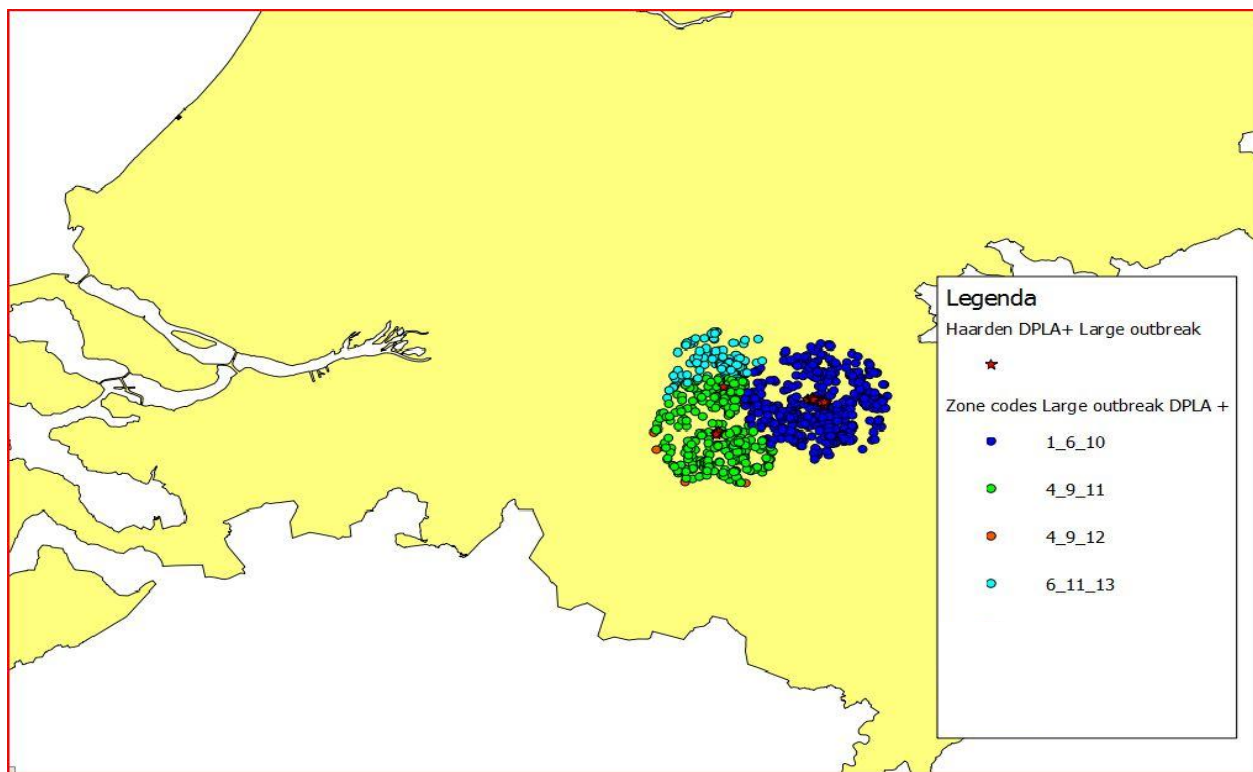 Legenda
Haarden DPLA+ Large outbreak
Zone codes Large outbreak DPLA +
1_6_10
4_9_11
4_9_12
6_11_13